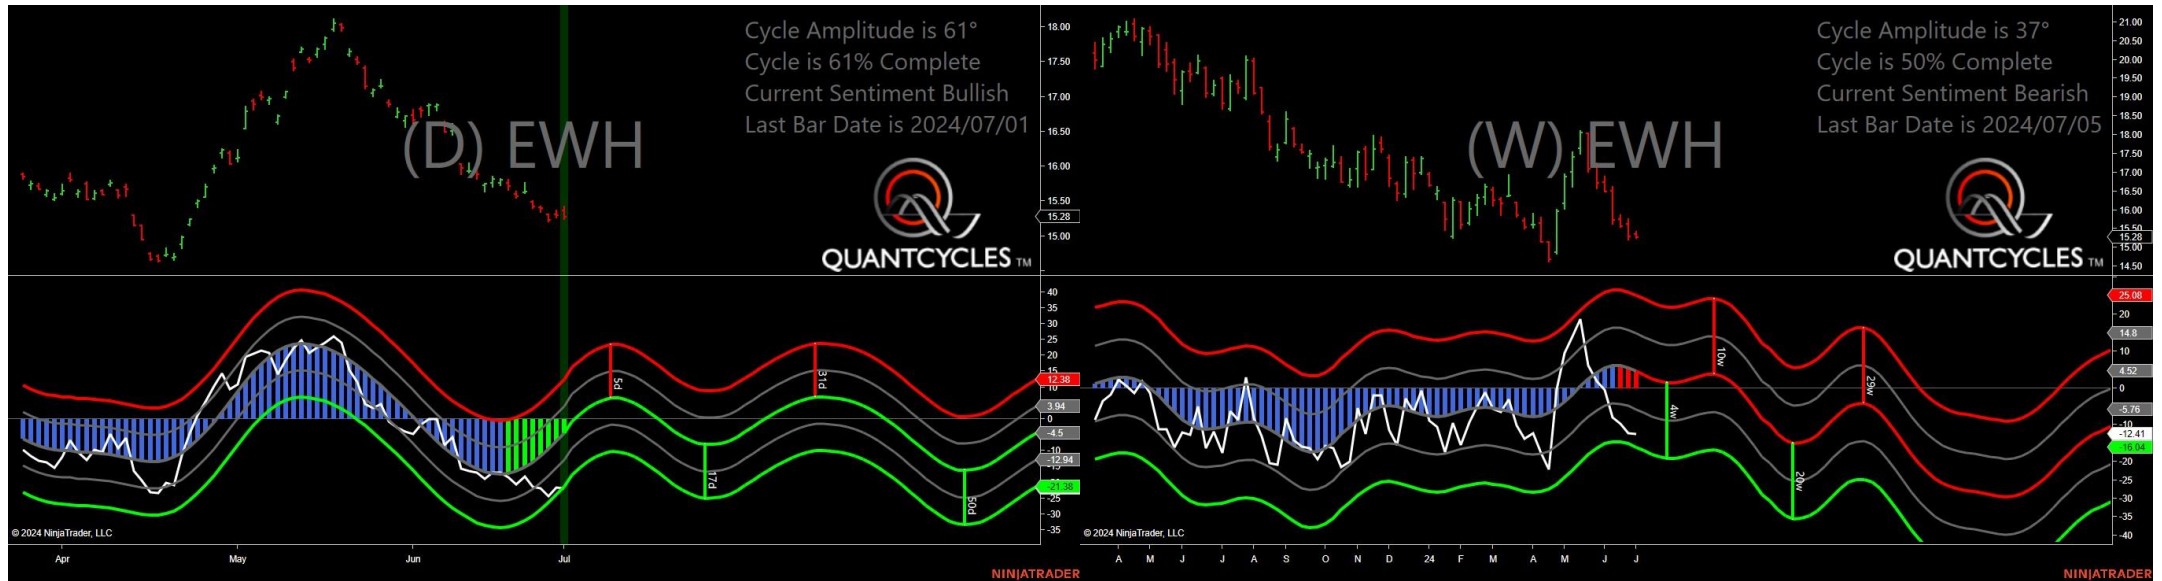 Cycle Amplitude is 61°
Cycle is 61% Complete
Current Sentiment Bullish
Last Bar Date is 2024/07/01
(D) EWH
QUANTCYCLES TM
18.00
17.50
17.00
16.50
16.00
15.50
15.28
15.00
40
35
30
25
20
15
12.38
10
3.94
0
-4.5
-10
-12.94
-21.38
-25
-30
-35
5d
17d
31d
50d
© 2024 NinjaTrader, LLC
Apr May Jun Jul
NINJATRADER
Cycle Amplitude is 37°
Cycle is 50% Complete
Current Sentiment Bearish
Last Bar Date is 2024/07/05
(W) EWH
QUANTCYCLES TM
21.00
20.50
20.00
19.50
19.00
18.50
18.00
17.50
17.00
16.50
16.00
15.28
15.00
14.50
25.08
20
14.8
10
4.52
0
-5.76
-10
-12.41
-16.04
-20
-25
-30
-35
-40
4w
10w
20w
29w
© 2024 NinjaTrader, LLC
A M J J A S O N D 24 F M A M J J
NINJATRADER